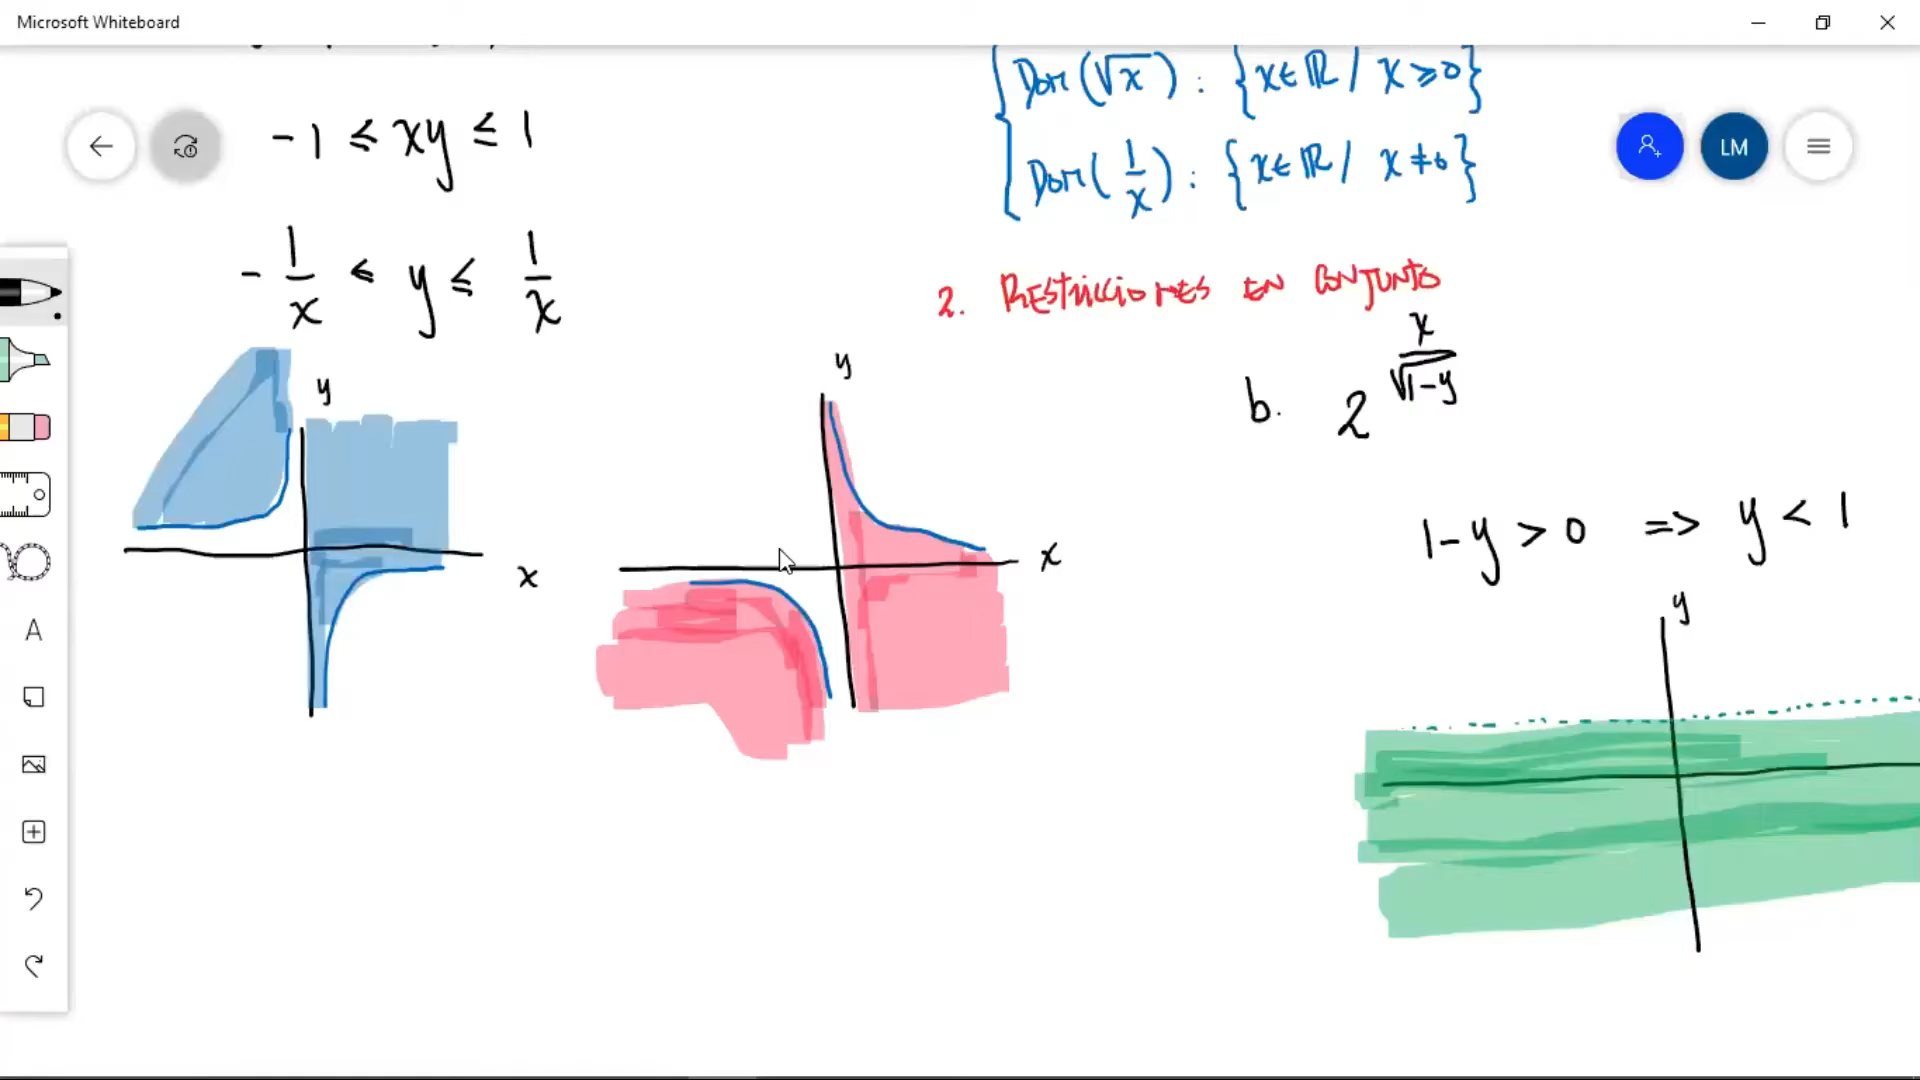 Microsoft Whiteboard
-1 ≤ xy ≤ 1
-1/x ≤ y ≤ 1/x
y
x
y
x
Dom(√x) : {x∈ℝ / x≥0}
Dom(1/x) : {x∈ℝ / x≠0}
2. RESTRICCIONES EN CONJUNTO
b. 2^(x/√(1-y))
1-y > 0 => y < 1
y
LM
A